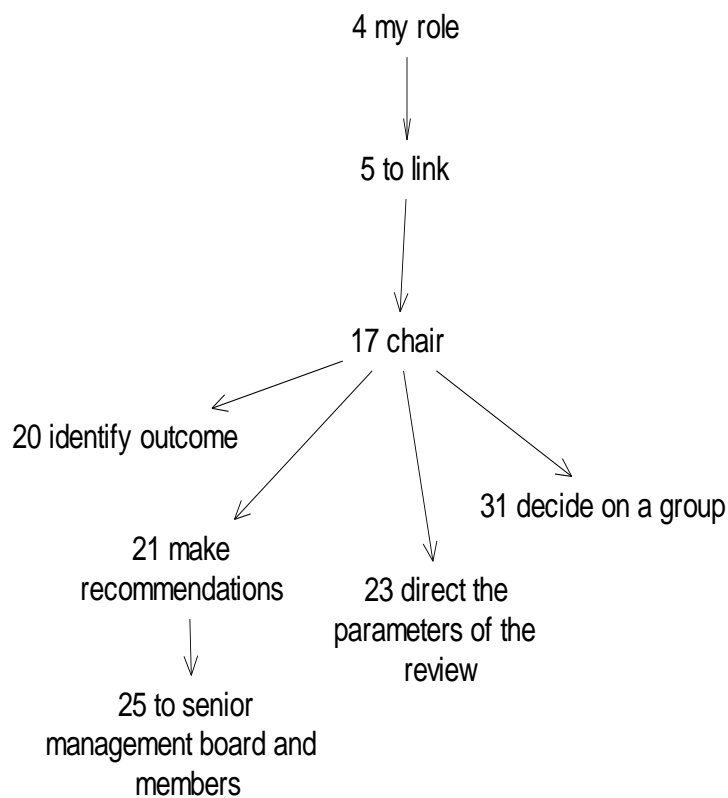 4 my role
5 to link
17 chair
20 identify outcome
31 decide on a group
21 make
recommendations
23 direct the
parameters of the
review
25 to senior
management board and
members